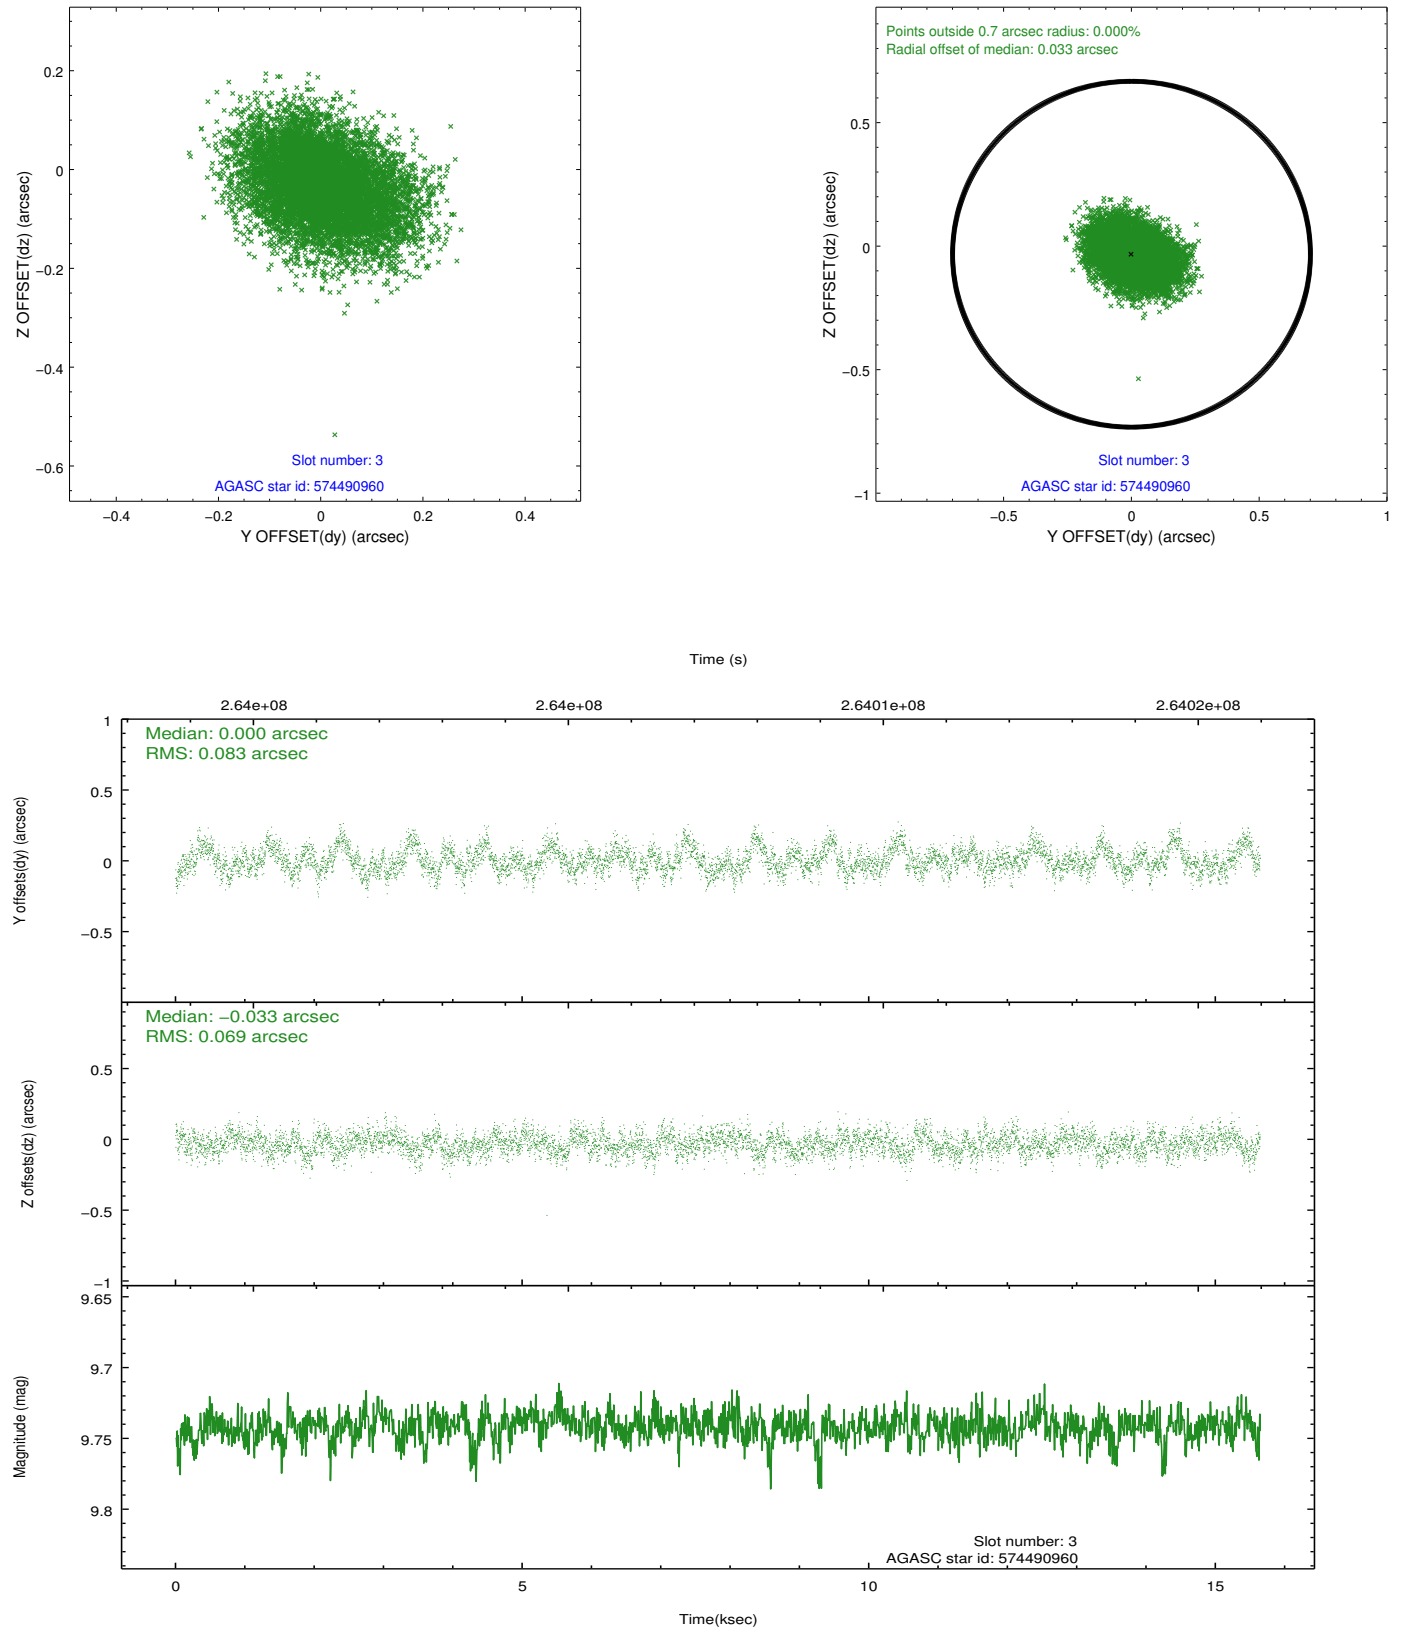 0.2
0
−0.2
−0.4
−0.6
Z OFFSET(dz) (arcsec)
Slot number: 3
AGASC star id: 574490960
−0.4
−0.2
0
0.2
0.4
Y OFFSET(dy) (arcsec)
Points outside 0.7 arcsec radius: 0.000%
Radial offset of median: 0.033 arcsec
0.5
0
−0.5
−1
Z OFFSET(dz) (arcsec)
Slot number: 3
AGASC star id: 574490960
−0.5
0
0.5
1
Y OFFSET(dy) (arcsec)
Time (s)
2.64e+08
2.64e+08
2.6401e+08
2.6402e+08
Median: 0.000 arcsec
RMS: 0.083 arcsec
1
0.5
0
−0.5
Y offsets(dy) (arcsec)
Median: −0.033 arcsec
RMS: 0.069 arcsec
0.5
0
−0.5
−1
Z offsets(dz) (arcsec)
9.65
9.7
9.75
9.8
Magnitude (mag)
Slot number: 3
AGASC star id: 574490960
0
5
10
15
Time(ksec)